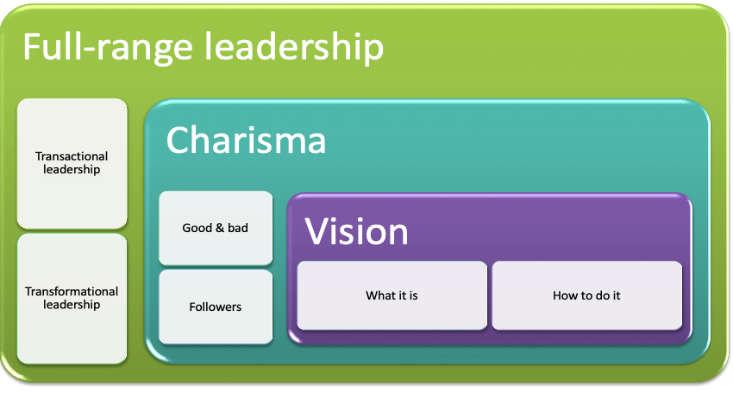 Full-range leadership
Transactional
leadership
Transformational
leadership
Charisma
Good & bad
Followers
Vision
What it is
How to do it